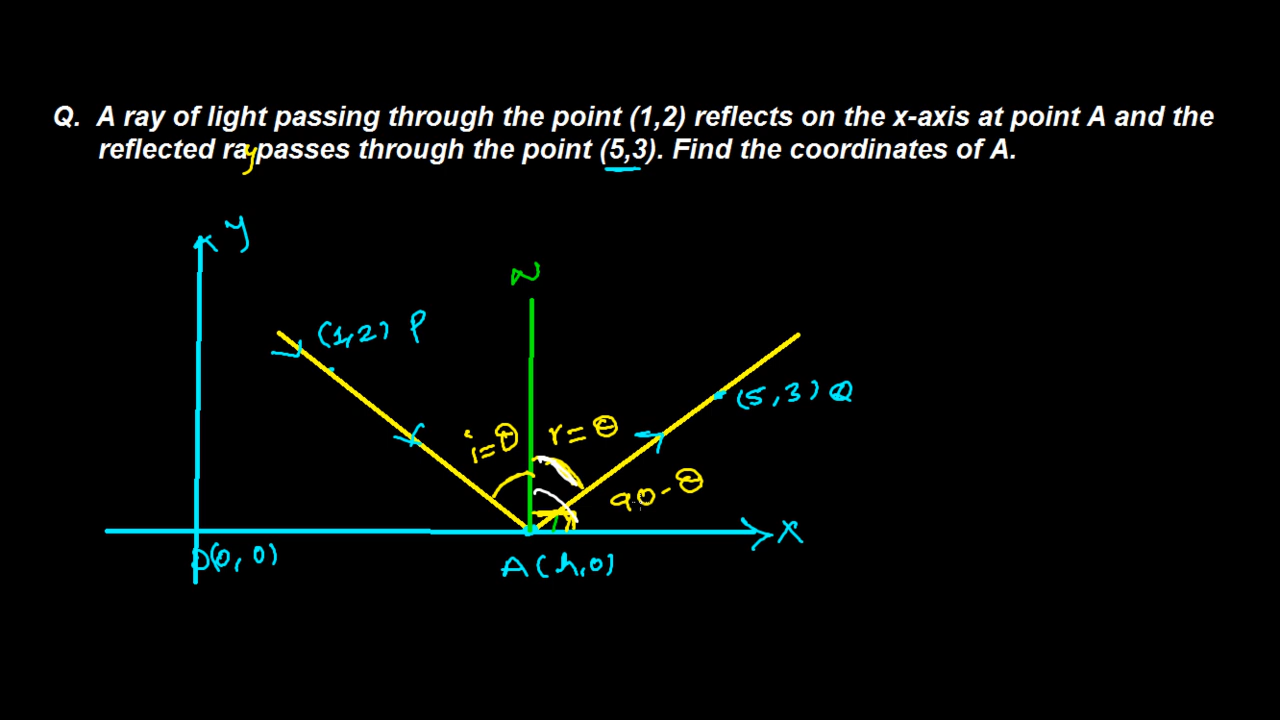 Q. A ray of light passing through the point (1,2) reflects on the x-axis at point A and the
reflected ray passes through the point (5,3). Find the coordinates of A.
y
N
(1,2) P
(5,3) Q
i=θ
r=θ
90-θ
X
O(0,0)
A(h,0)